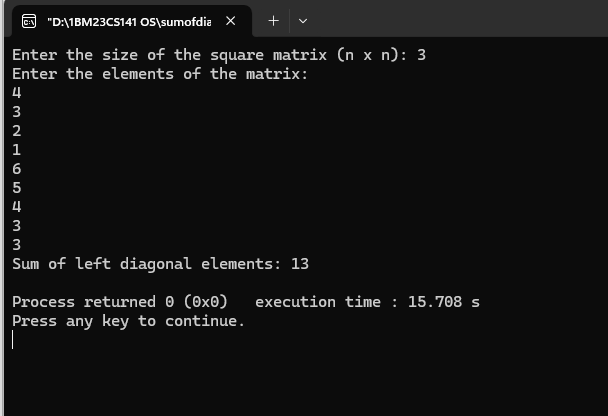 "D:\1BM23CS141 OS\sumofdia
Enter the size of the square matrix (n x n): 3
Enter the elements of the matrix:
4
3
2
1
6
5
4
3
3
Sum of left diagonal elements: 13
Process returned 0 (0x0)   execution time : 15.708 s
Press any key to continue.